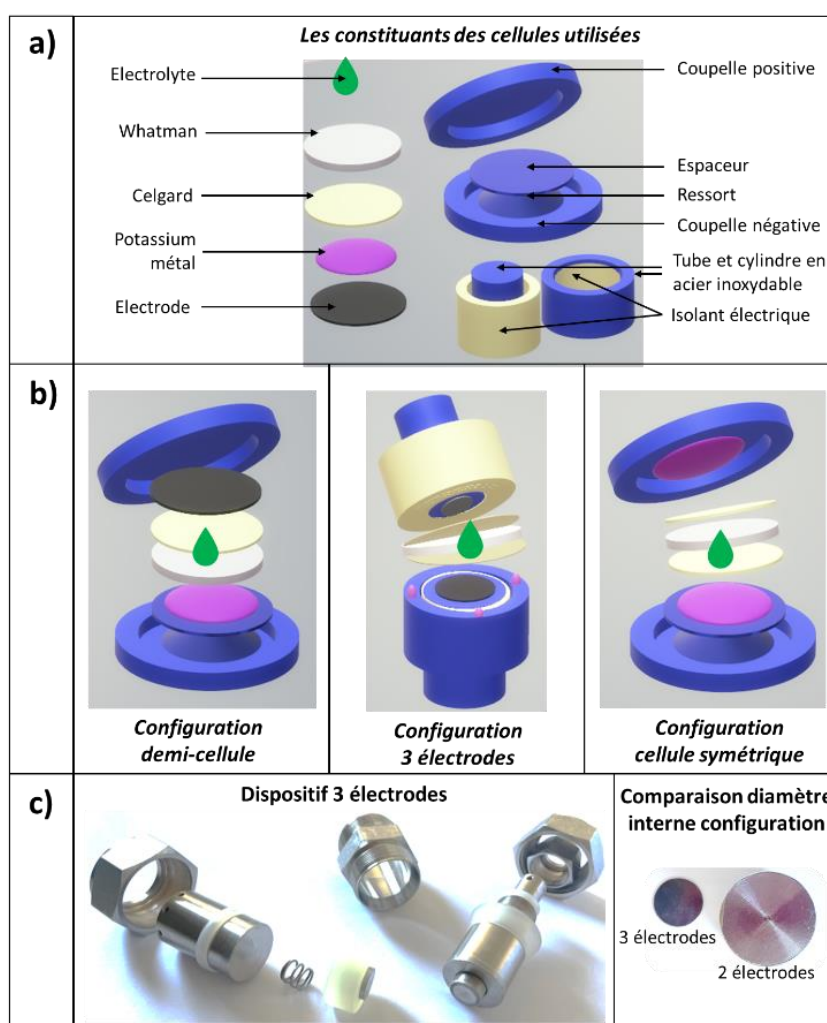 a)
Les constituants des cellules utilisées
Electrolyte
Whatman
Celgard
Potassium
métal
Electrode
Coupelle positive
Espaceur
Ressort
Coupelle négative
Tube et cylindre en
acier inoxydable
Isolant électrique
b)
Configuration
demi-cellule
Configuration
3 électrodes
Configuration
cellule symétrique
c)
Dispositif 3 électrodes
Comparaison diamètre
interne configuration
3 électrodes
2 électrodes